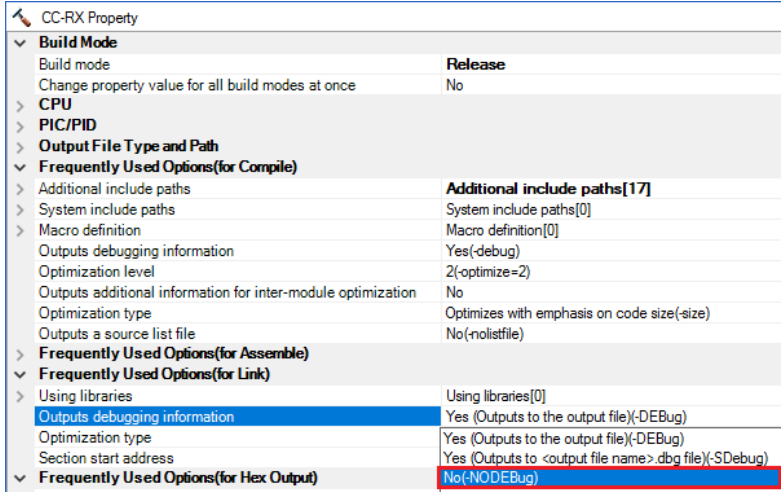 CC-RX Property
Build Mode
Build mode Release
Change property value for all build modes at once No
CPU
PIC/PID
Output File Type and Path
Frequently Used Options(for Compile)
Additional include paths Additional include paths[17]
System include paths System include paths[0]
Macro definition Macro definition[0]
Outputs debugging information Yes(-debug)
Optimization level 2(-optimize=2)
Outputs additional information for inter-module optimization No
Optimization type Optimizes with emphasis on code size(-size)
Outputs a source list file No(-nolistfile)
Frequently Used Options(for Assemble)
Frequently Used Options(for Link)
Using libraries Using libraries[0]
Outputs debugging information Yes (Outputs to the output file)(-DEBug)
Optimization type Yes (Outputs to the output file)(-DEBug)
Section start address Yes (Outputs to <output file name>.dbg file)(-SDebug)
Frequently Used Options(for Hex Output) No(-NODEBug)